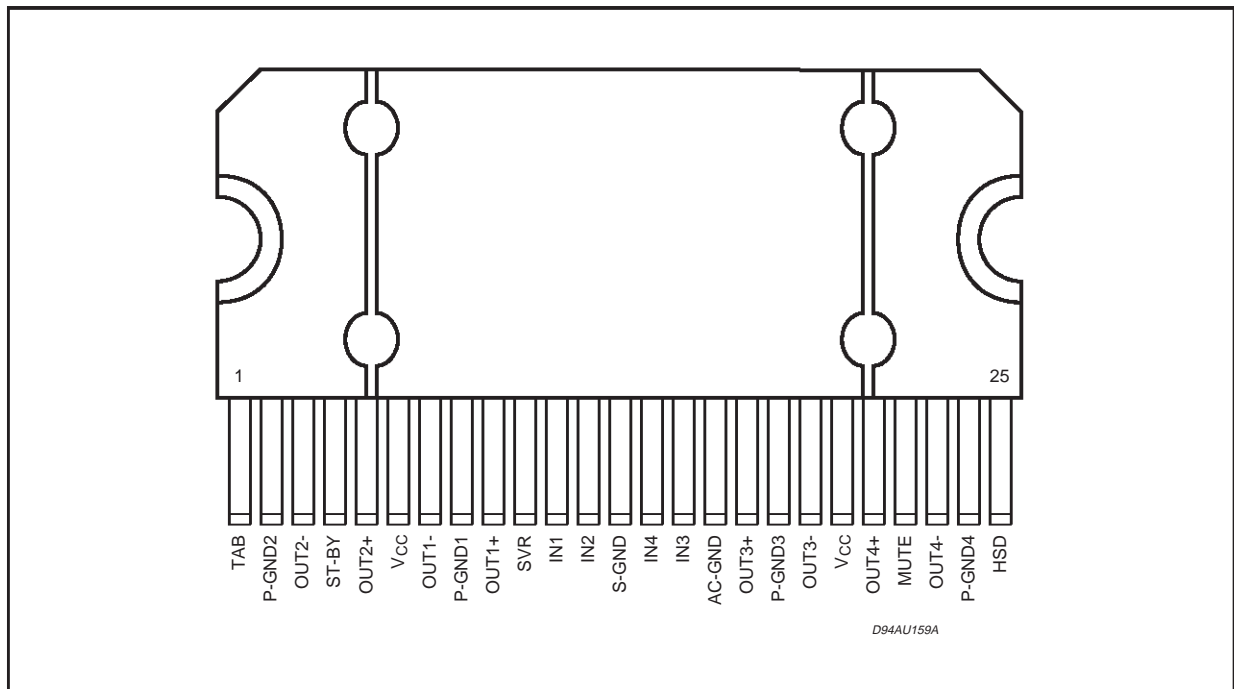 1
25
TAB
P-GND2
OUT2-
ST-BY
OUT2+
VCC
OUT1-
P-GND1
OUT1+
SVR
IN1
IN2
S-GND
IN4
IN3
AC-GND
OUT3+
P-GND3
OUT3-
VCC
OUT4+
MUTE
OUT4-
P-GND4
HSD
D94AU159A